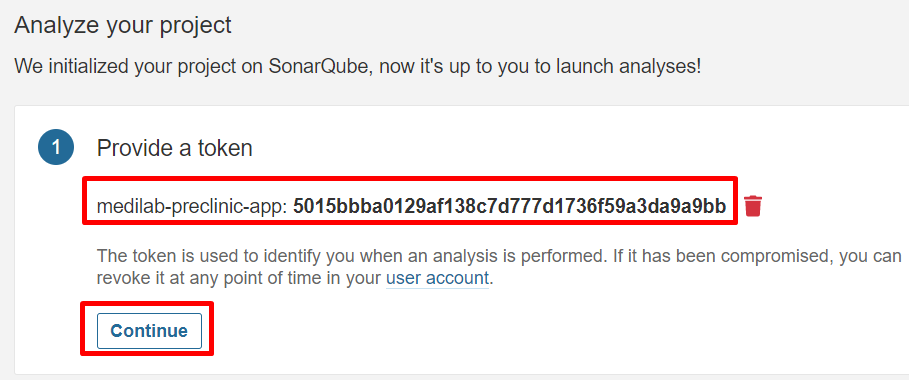 Analyze your project
We initialized your project on SonarQube, now it's up to you to launch analyses!
1
Provide a token
medilab-preclinic-app: 5015bbba0129af138c7d777d1736f59a3da9a9bb
The token is used to identify you when an analysis is performed. If it has been compromised, you can
revoke it at any point of time in your user account.
Continue